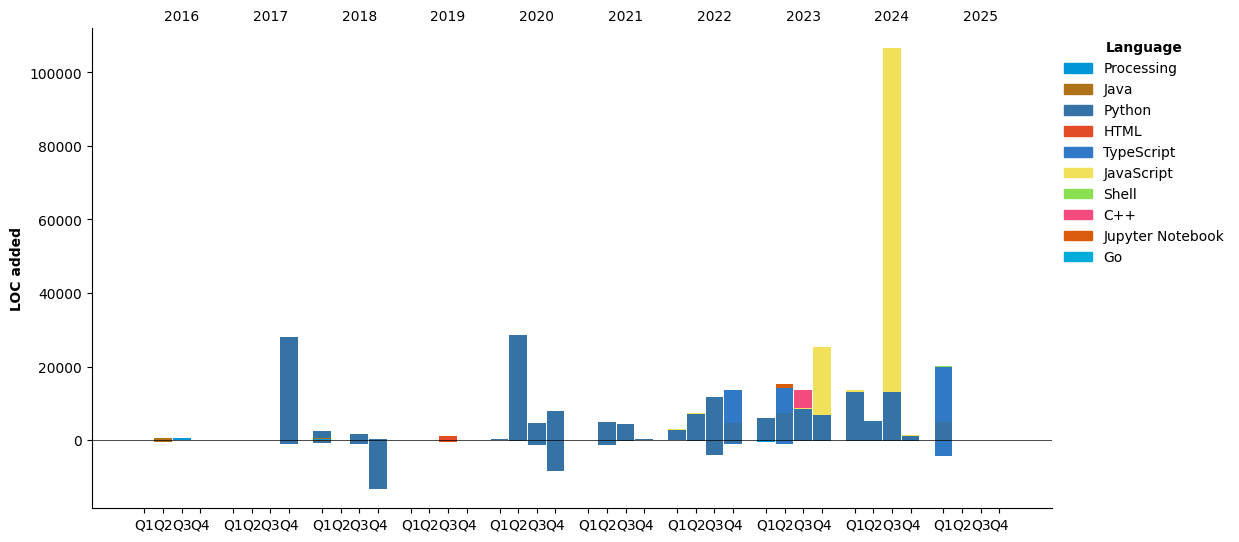 2016 2017 2018 2019 2020 2021 2022 2023 2024 2025
Language
Processing
Java
Python
HTML
TypeScript
JavaScript
Shell
C++
Jupyter Notebook
Go
LOC added
100000
80000
60000
40000
20000
0
Q1Q2Q3Q4 Q1Q2Q3Q4 Q1Q2Q3Q4 Q1Q2Q3Q4 Q1Q2Q3Q4 Q1Q2Q3Q4 Q1Q2Q3Q4 Q1Q2Q3Q4 Q1Q2Q3Q4 Q1Q2Q3Q4